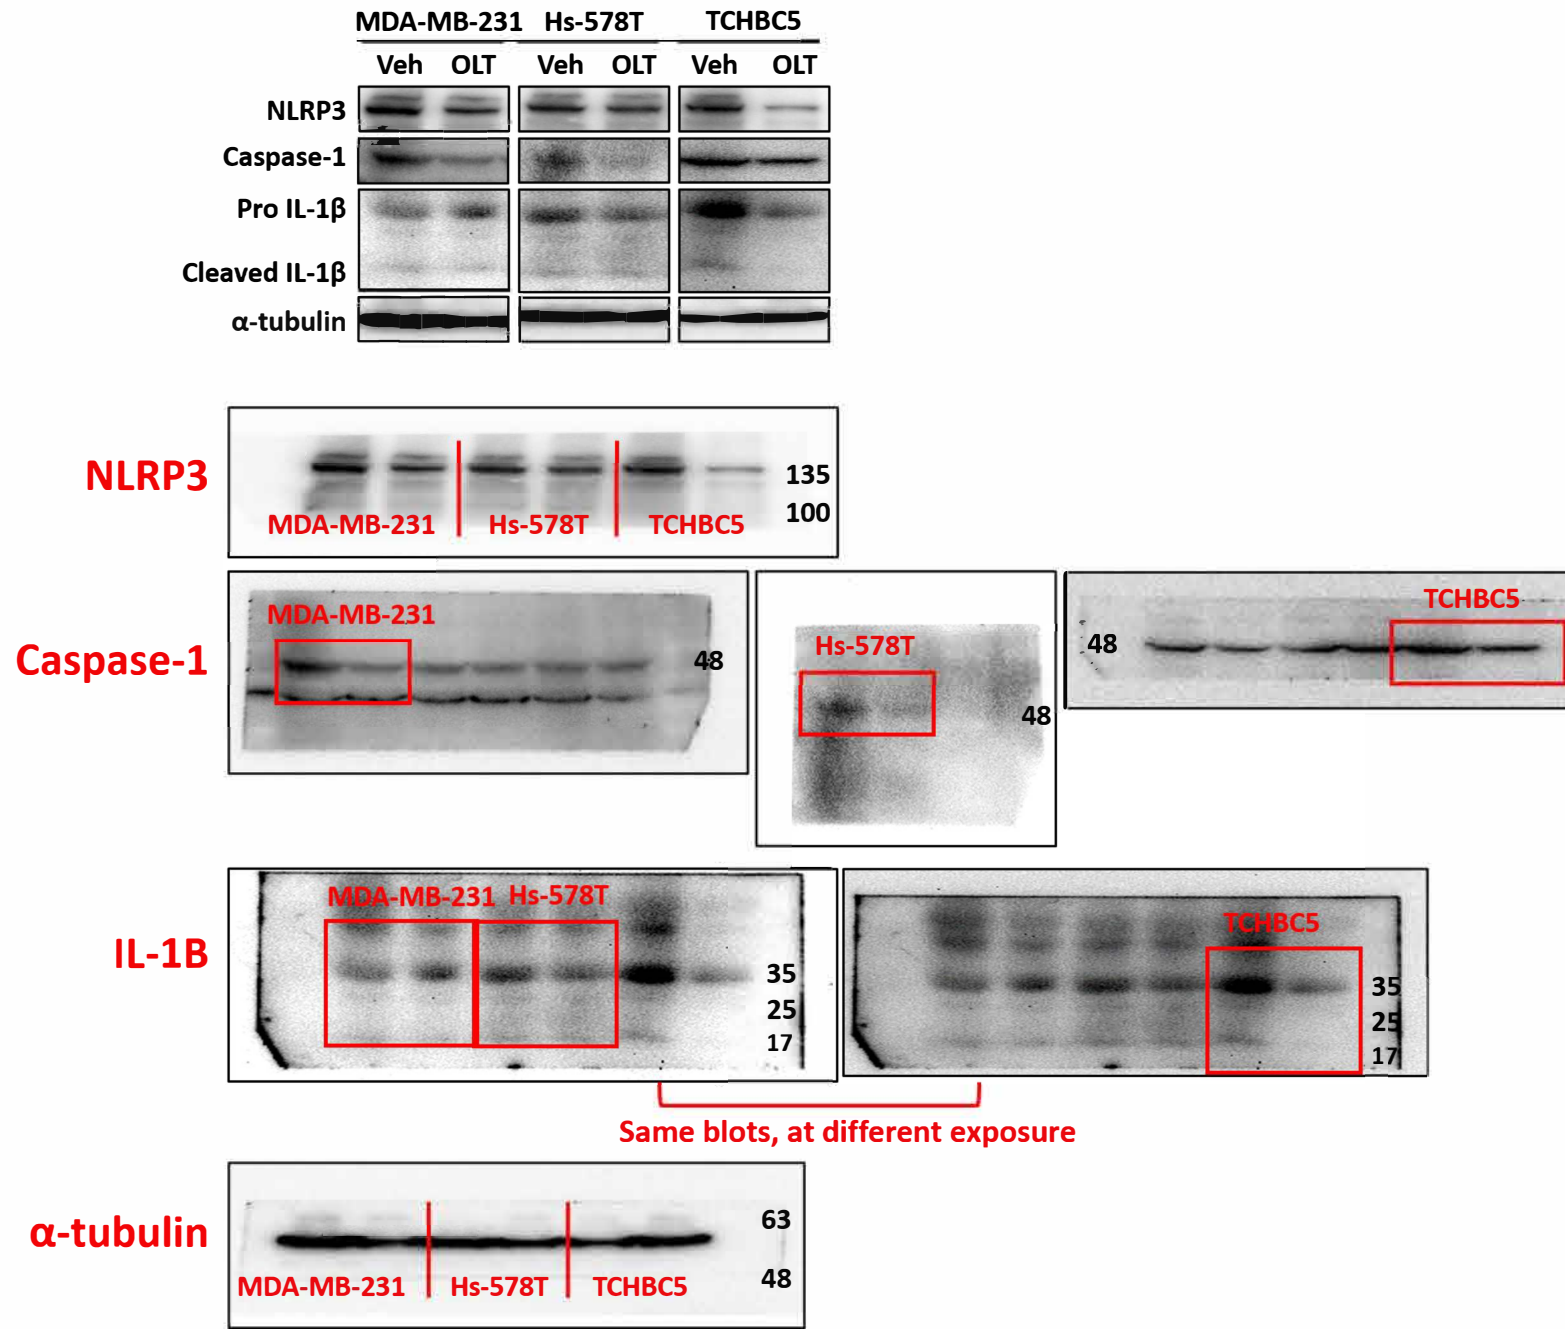 MDA-MB-231 Hs-578T TCHBC5
Veh OLT Veh OLT Veh OLT
NLRP3
Caspase-1
Pro IL-1β
Cleaved IL-1β
α-tubulin
NLRP3
135
100
MDA-MB-231 Hs-578T TCHBC5
Caspase-1
MDA-MB-231
48
Hs-578T
48
TCHBC5
48
IL-1B
MDA-MB-231 Hs-578T
35
25
17
TCHBC5
35
25
17
Same blots, at different exposure
α-tubulin
63
48
MDA-MB-231 Hs-578T TCHBC5